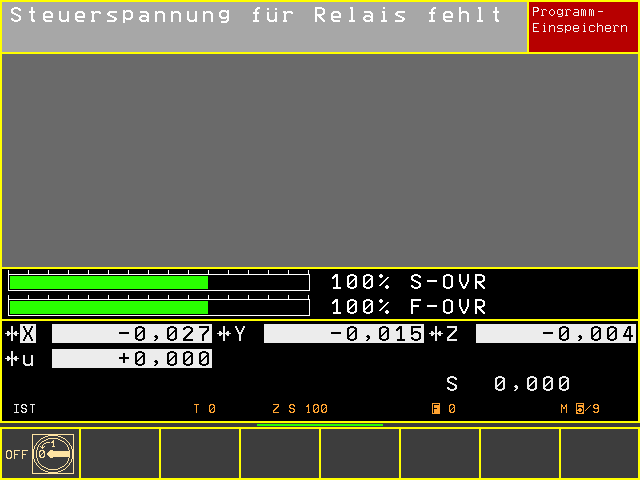 Steuerspannung für Relais fehlt
Programm-
Einspeichern
100% S-OVR
100% F-OVR
X -0,027 Y -0,015 Z -0,004
u +0,000
S 0,000
IST T 0 Z S 100 F 0 M 5/9
OFF 0 1